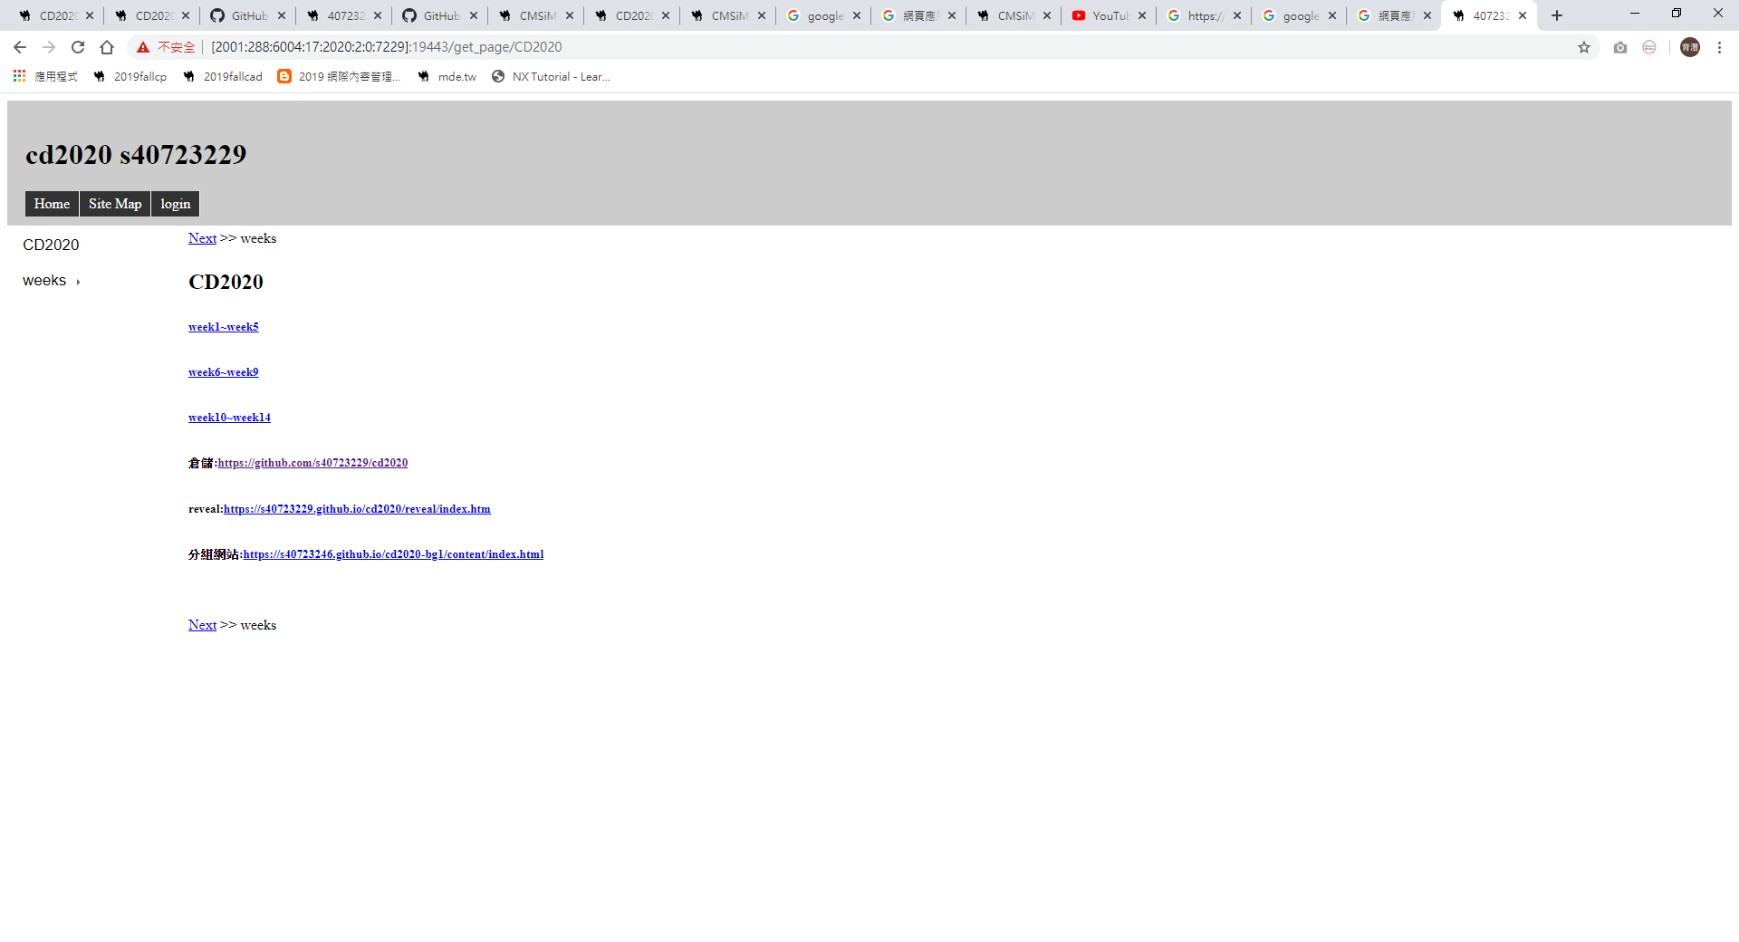 CD202 CD202 GitHub 407232 GitHub CMSiM CD202 CMSiM google 網頁應 CMSiM YouTub https:/ google 網頁應 407232
不安全 [2001:288:6004:17:2020:2:0:7229]:19443/get_page/CD2020
應用程式 2019fallcp 2019fallcad 2019 網際內容管理... mde.tw NX Tutorial - Lear...
cd2020 s40723229
Home Site Map login
CD2020
weeks
Next >> weeks
CD2020
week1~week5
week6~week9
week10~week14
倉儲:https://github.com/s40723229/cd2020
reveal:https://s40723229.github.io/cd2020/reveal/index.htm
分組網站:https://s40723246.github.io/cd2020-bg1/content/index.html
Next >> weeks